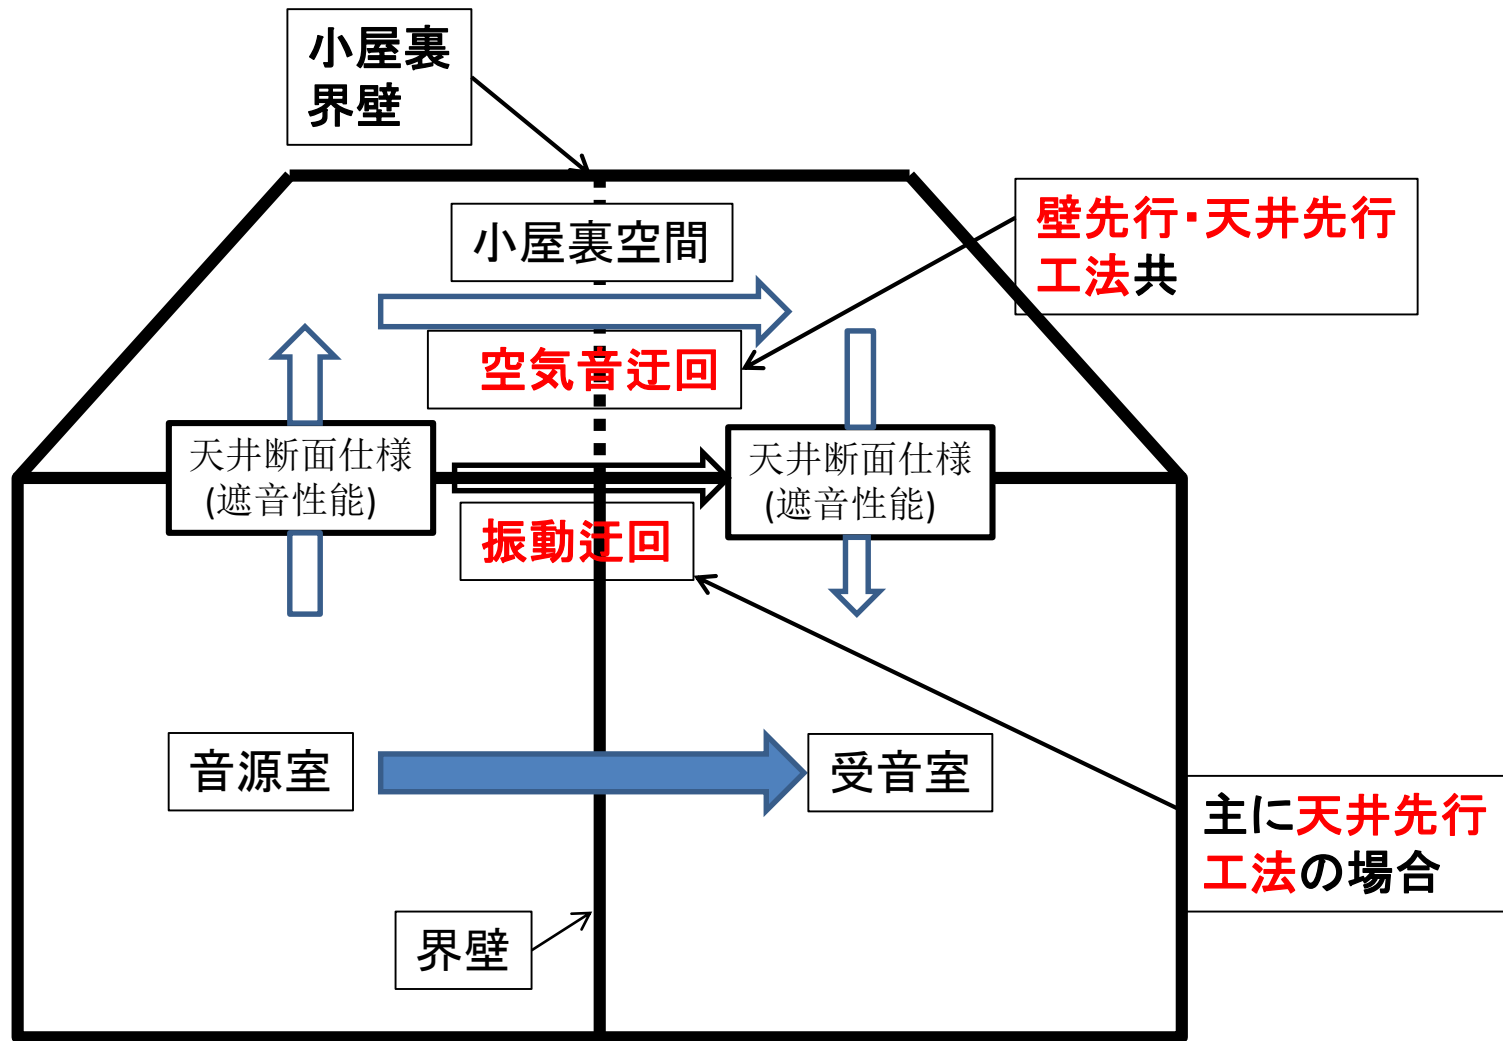 小屋裏
界壁
小屋裏空間
壁先行・天井先行
工法共
空気音迂回
天井断面仕様
(遮音性能)
天井断面仕様
(遮音性能)
振動迂回
音源室
受音室
主に天井先行
工法の場合
界壁